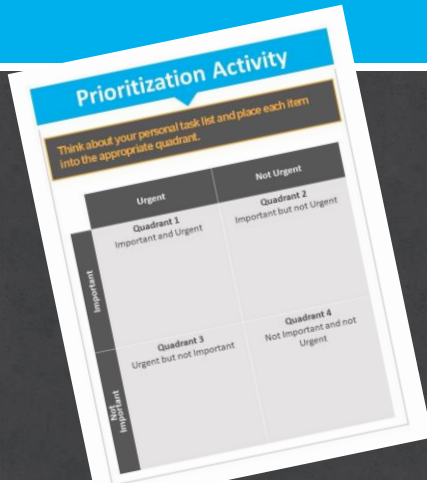 Prioritization Activity
Think about your personal task list and place each item
into the appropriate quadrant.
Urgent
Not Urgent
Important
Quadrant 1
Important and Urgent
Quadrant 2
Important but not Urgent
Not
Important
Quadrant 3
Urgent but not Important
Quadrant 4
Not Important and not
Urgent